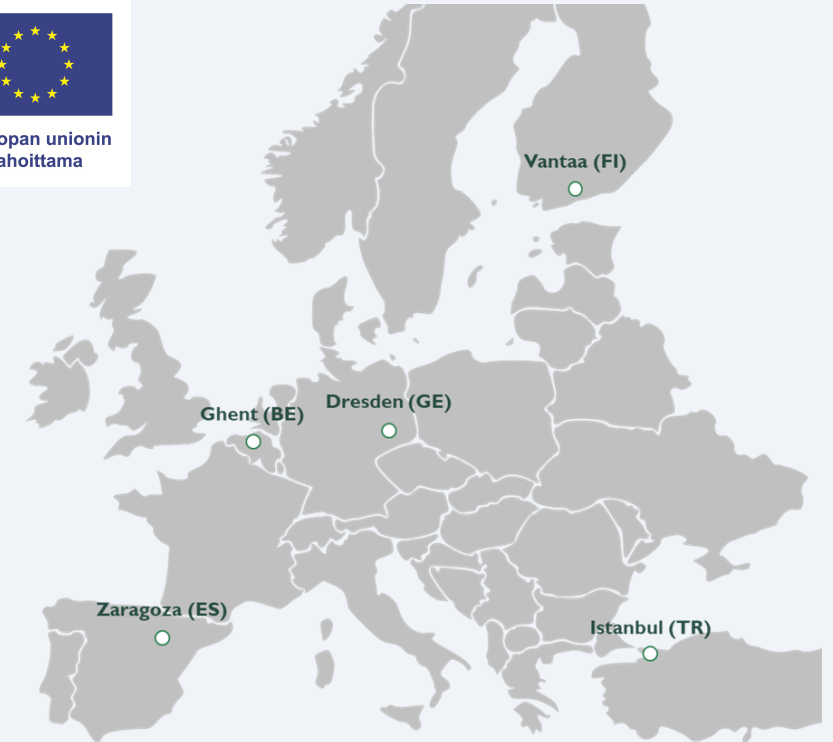 opan unionin
ahoittama
Vantaa (FI)
Dresden (GE)
Ghent (BE)
Zaragoza (ES)
Istanbul (TR)